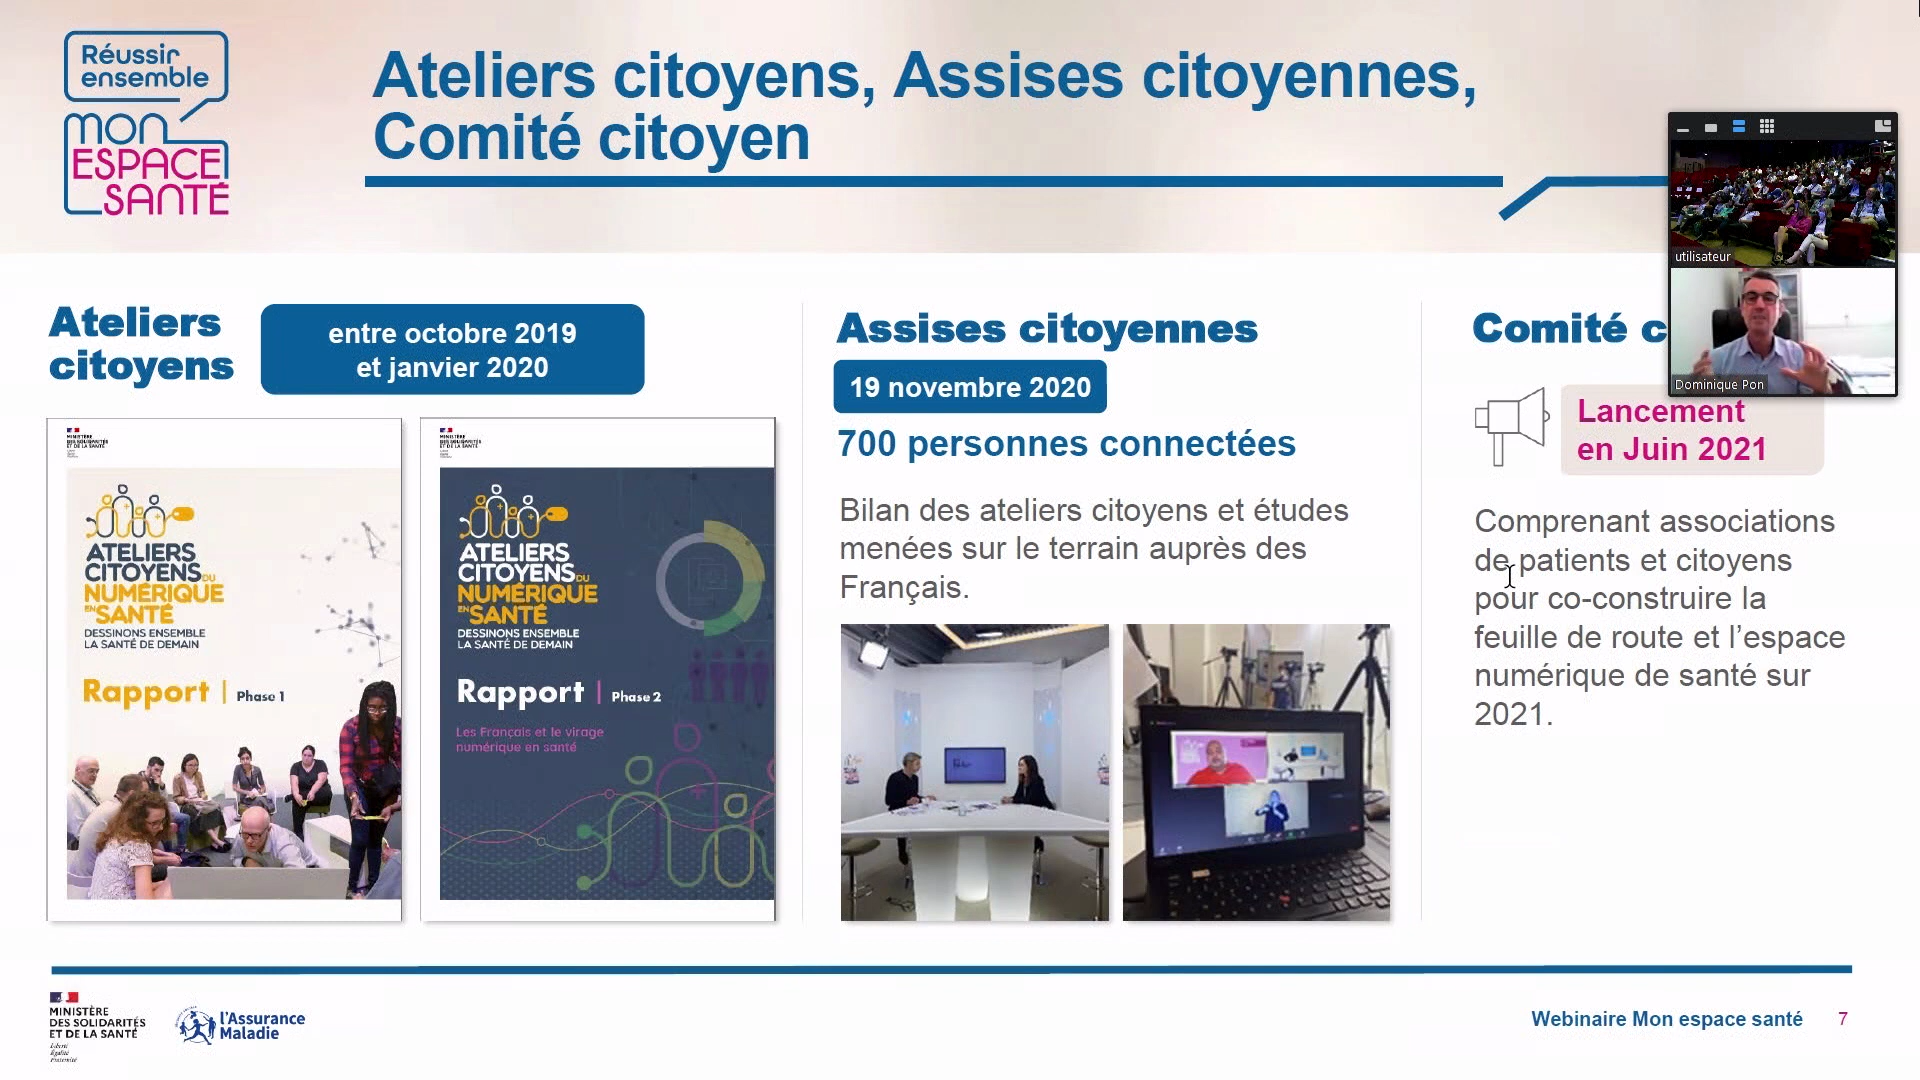 Réussir
ensemble
mon
ESPACE
SANTÉ
Ateliers citoyens, Assises citoyennes,
Comité citoyen
utilisateur
Dominique Pon
Ateliers
citoyens
entre octobre 2019
et janvier 2020
MINISTÈRE
DES SOLIDARITÉS
ET DE LA SANTÉ
ATELIERS
CITOYENS DU
NUMÉRIQUE
EN SANTÉ
DESSINONS ENSEMBLE
LA SANTÉ DE DEMAIN
Rapport | Phase 1
MINISTÈRE
DES SOLIDARITÉS
ET DE LA SANTÉ
ATELIERS
CITOYENS DU
NUMÉRIQUE
EN SANTÉ
DESSINONS ENSEMBLE
LA SANTÉ DE DEMAIN
Rapport | Phase 2
Les Français et le virage
numérique en santé
Assises citoyennes
19 novembre 2020
700 personnes connectées
Bilan des ateliers citoyens et études
menées sur le terrain auprès des
Français.
Comité c
Lancement
en Juin 2021
Comprenant associations
de patients et citoyens
pour co-construire la
feuille de route et l’espace
numérique de santé sur
2021.
MINISTÈRE
DES SOLIDARITÉS
ET DE LA SANTÉ
Liberté
Égalité
Fraternité
l'Assurance
Maladie
Webinaire Mon espace santé 7